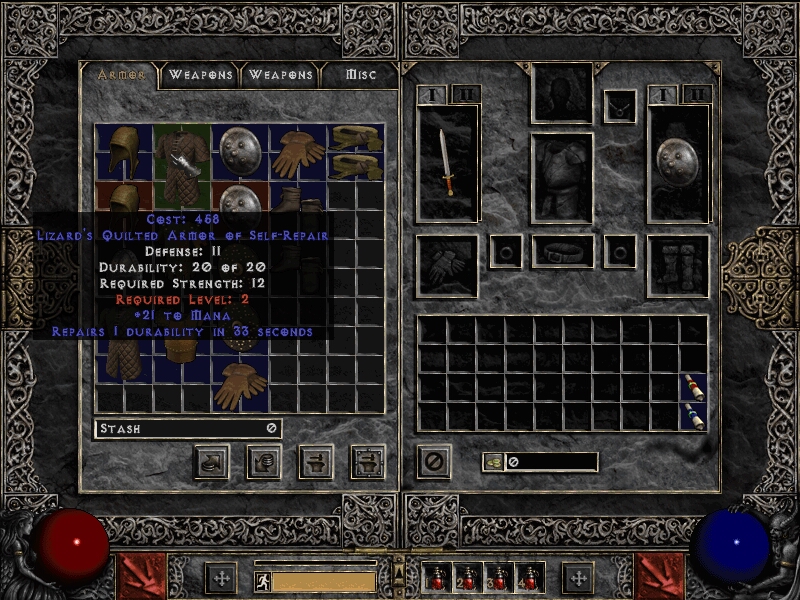 Armor Weapons Weapons Misc
I II I II
Cost: 468
Lizard's Quilted Armor of Self-Repair
Defense: 11
Durability: 20 of 20
Required Strength: 12
Required Level: 2
+21 to Mana
Repairs 1 durability in 33 seconds
Stash 0
0
2 3 4